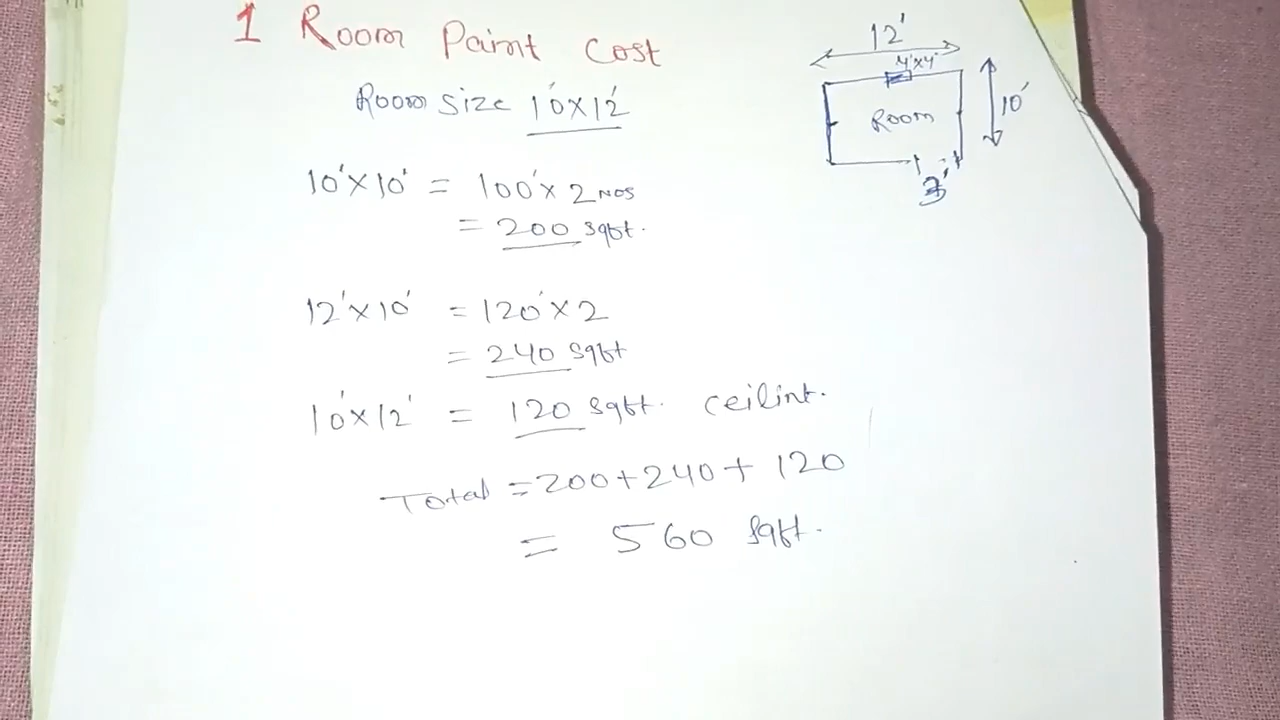 1 Room Paint Cost
Room Size 10'x12'
10'x10' = 100'x 2 NOS
= 200 Sqft.
12'x10' = 120'x2
= 240 Sqft
10'x12' = 120 Sqft. Ceilint.
Total = 200+240+ 120
= 560 Sqft.
12'
4'x4'
Room
10'
3'